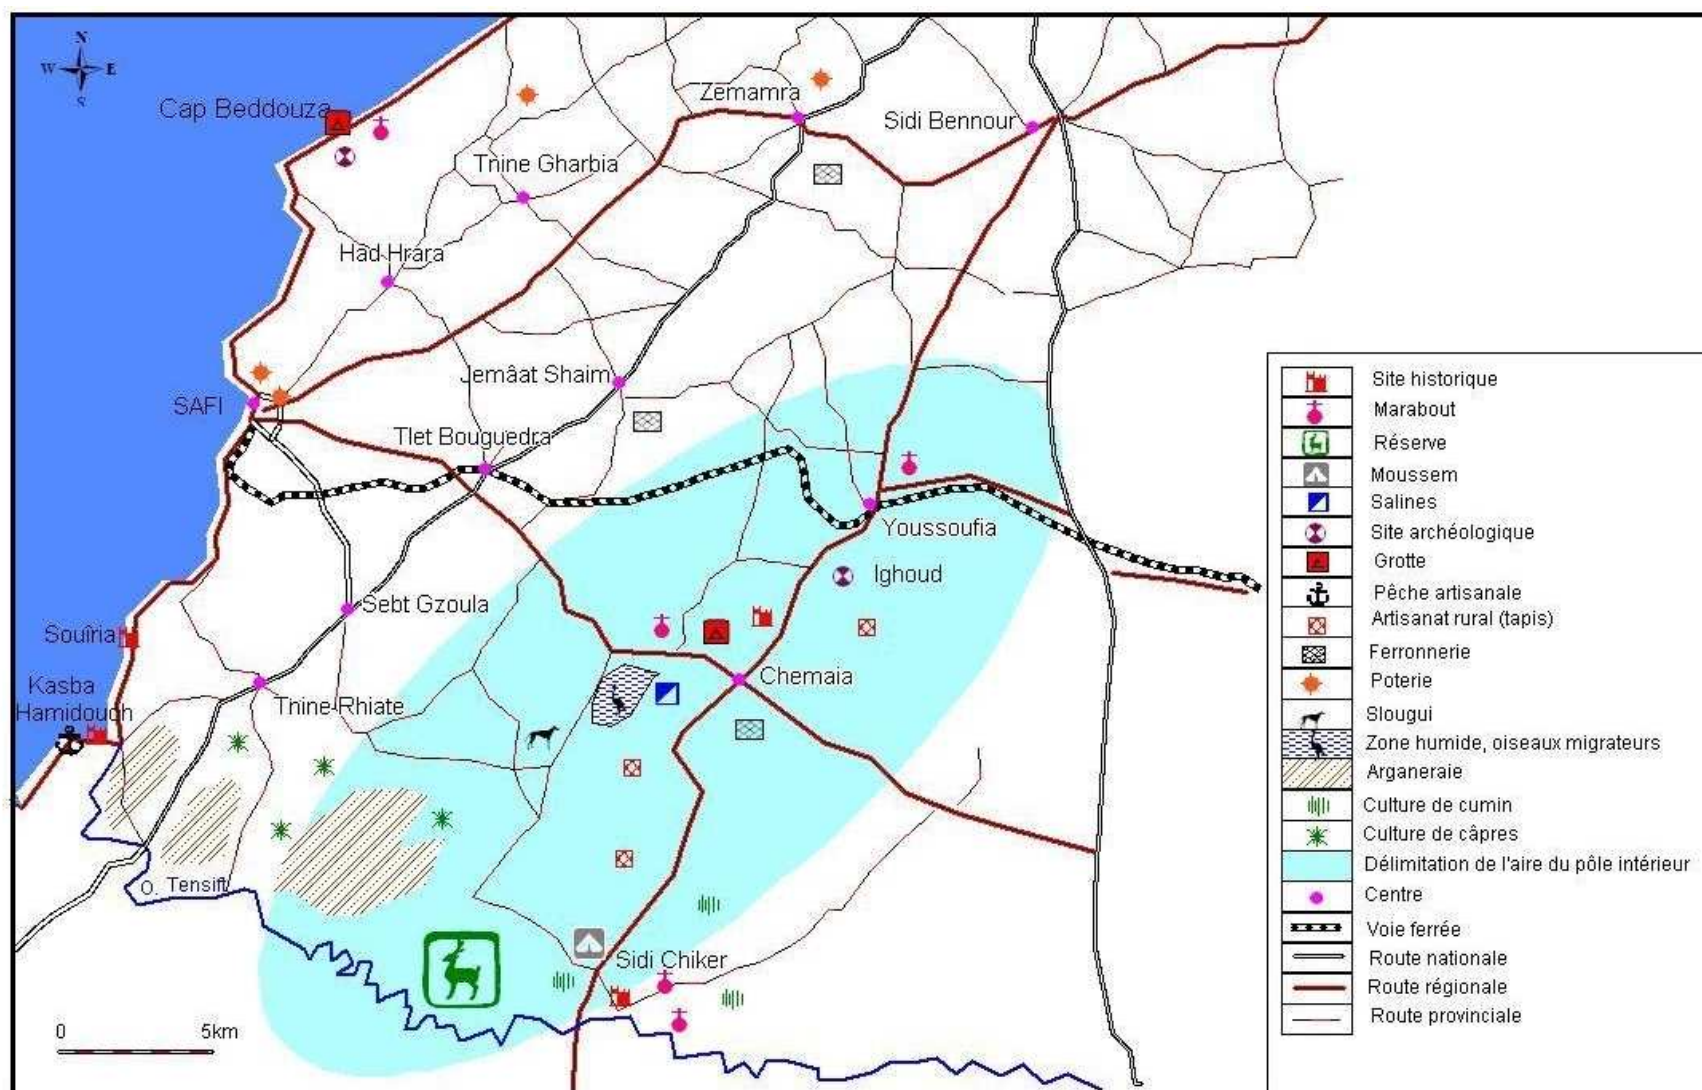 N
W E
S
Cap Beddouza
Zemamra
Sidi Bennour
Tnine Gharbia
Had Hrara
Jemâat Shaim
SAFI
Tlet Bouguedra
Youssoufia
Ighoud
Sebt Gzoula
Souîria
Chemaia
Kasba
Hamidouch
Tnine-Rhiate
O. Tensift
Sidi Chiker
0 5km
Site historique
Marabout
Réserve
Moussem
Salines
Site archéologique
Grotte
Pêche artisanale
Artisanat rural (tapis)
Ferronnerie
Poterie
Slougui
Zone humide, oiseaux migrateurs
Arganeraie
Culture de cumin
Culture de câpres
Délimitation de l'aire du pôle intérieur
Centre
Voie ferrée
Route nationale
Route régionale
Route provinciale